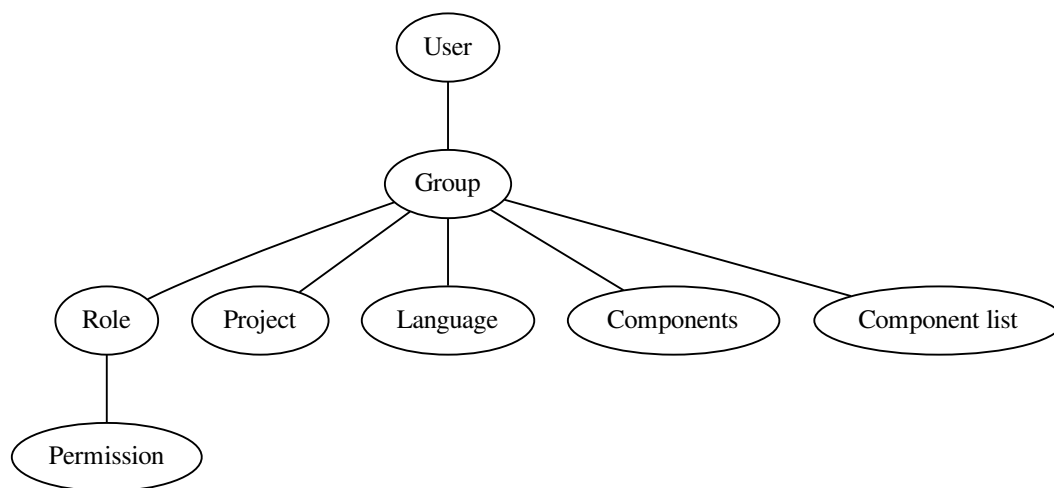 User
Group
Role
Project
Language
Components
Component list
Permission